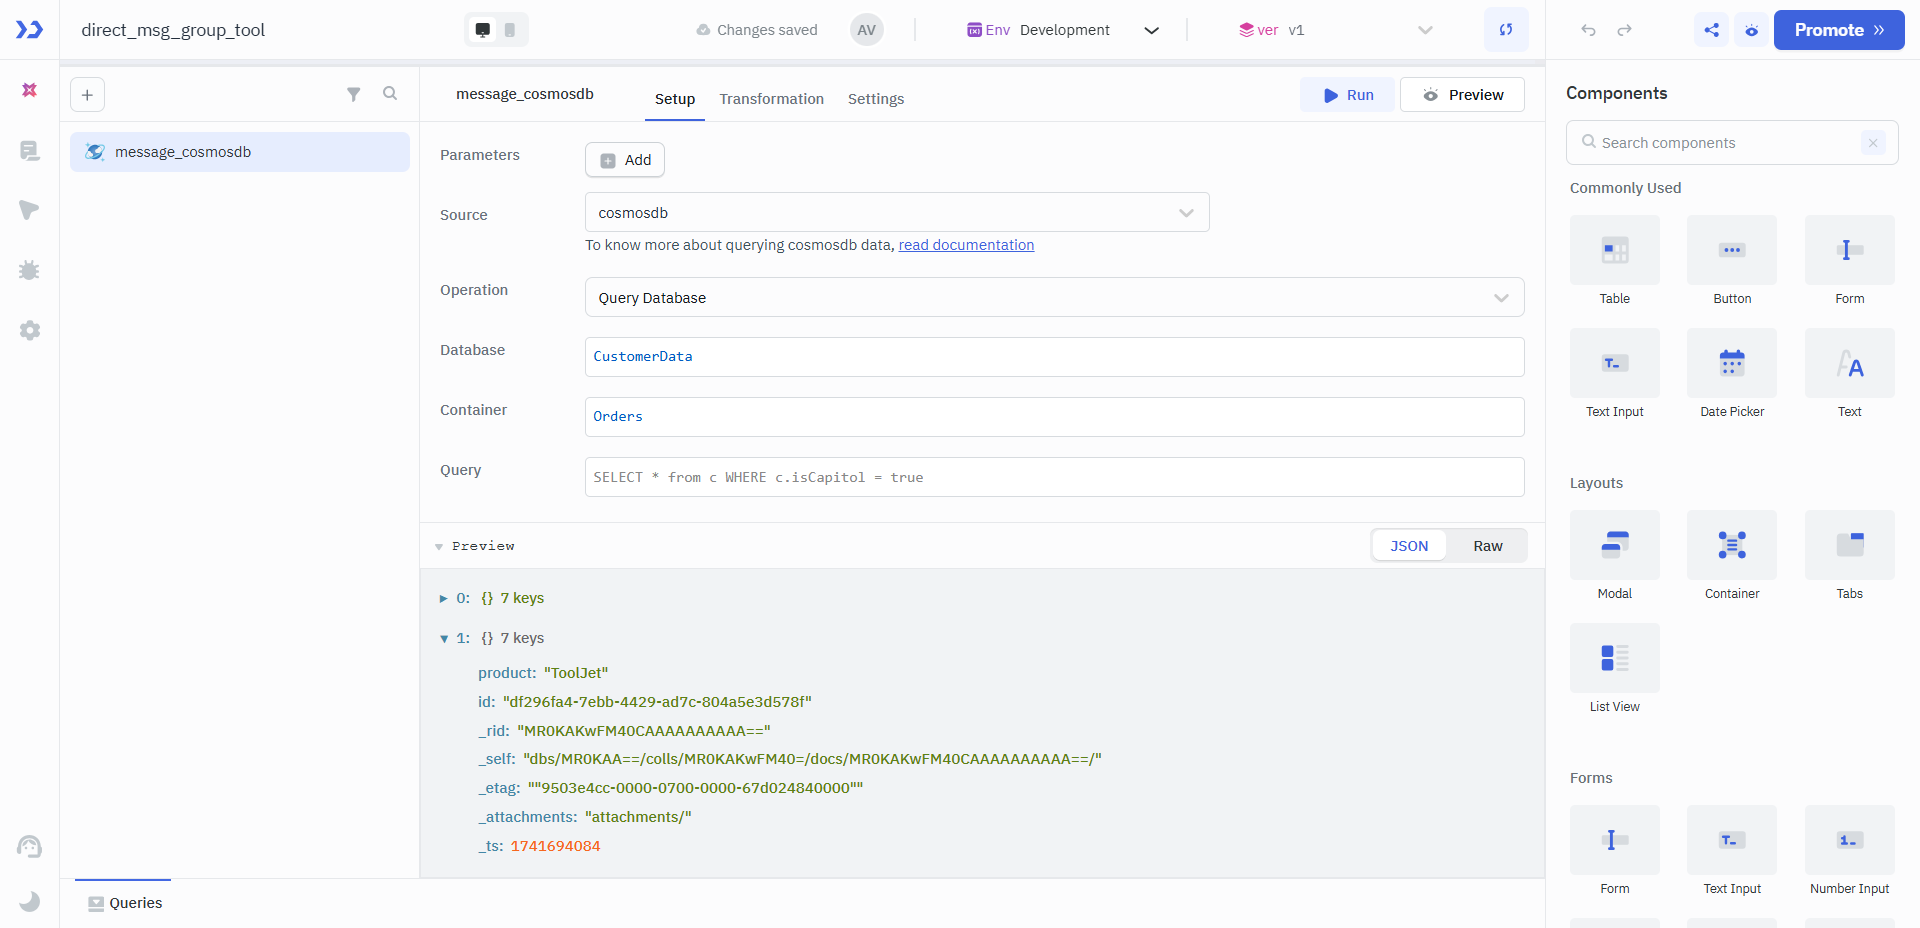 direct_msg_group_tool
Changes saved
AV
Env Development
ver v1
Promote
message_cosmosdb
message_cosmosdb
Setup
Transformation
Settings
Run
Preview
Parameters
Add
Source
cosmosdb
To know more about querying cosmosdb data, read documentation
Operation
Query Database
Database
CustomerData
Container
Orders
Query
SELECT * from c WHERE c.isCapitol = true
Preview
JSON
Raw
0: {} 7 keys
1: {} 7 keys
product: "ToolJet"
id: "df296fa4-7ebb-4429-ad7c-804a5e3d578f"
_rid: "MR0KAKwFM40CAAAAAAAAAA=="
_self: "dbs/MR0KAA==/colls/MR0KAKwFM40=/docs/MR0KAKwFM40CAAAAAAAAAA==/"
_etag: ""9503e4cc-0000-0700-0000-67d024840000""
_attachments: "attachments/"
_ts: 1741694084
Queries
Components
Search components
Commonly Used
Table
Button
Form
Text Input
Date Picker
Text
Layouts
Modal
Container
Tabs
List View
Forms
Form
Text Input
Number Input